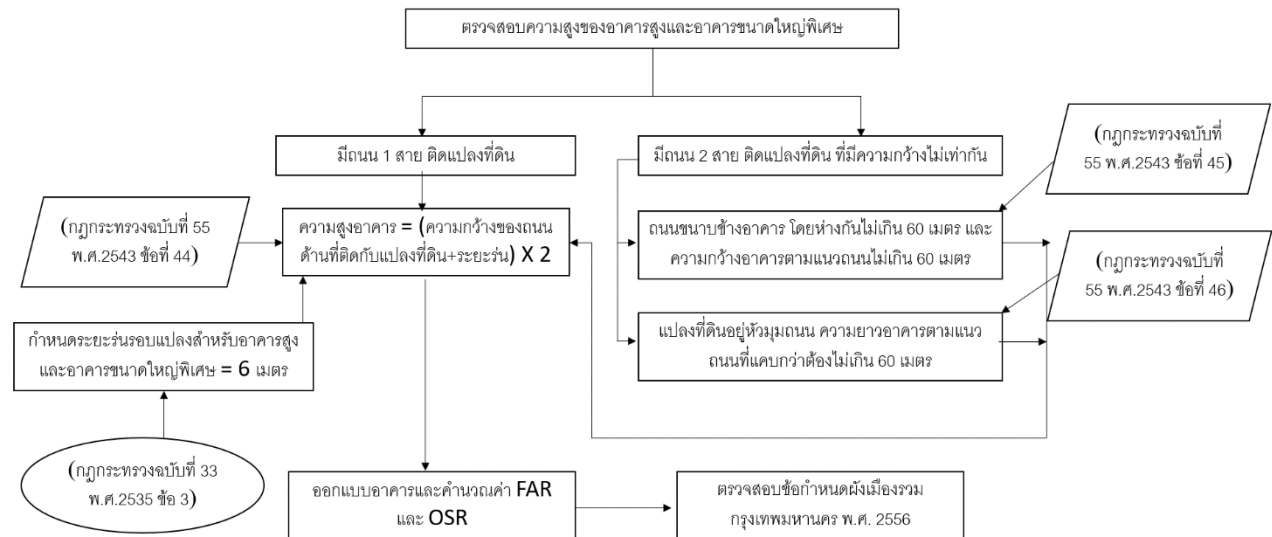 ตรวจสอบความสูงของอาคารสูงและอาคารขนาดใหญ่พิเศษ
มีถนน 1 สาย ติดแปลงที่ดิน
มีถนน 2 สาย ติดแปลงที่ดิน ที่มีความกว้างไม่เท่ากัน
(กฎกระทรวงฉบับที่
55 พ.ศ.2543 ข้อที่ 45)
(กฎกระทรวงฉบับที่ 55
พ.ศ.2543 ข้อที่ 44)
ความสูงอาคาร = (ความกว้างของถนน
ด้านที่ติดกับแปลงที่ดิน+ระยะร่น) X 2
ถนนขนาบข้างอาคาร โดยห่างกันไม่เกิน 60 เมตร และ
ความกว้างอาคารตามแนวถนนไม่เกิน 60 เมตร
(กฎกระทรวงฉบับที่
55 พ.ศ.2543 ข้อที่ 46)
กำหนดระยะร่นรอบแปลงสำหรับอาคารสูง
และอาคารขนาดใหญ่พิเศษ = 6 เมตร
แปลงที่ดินอยู่หัวมุมถนน ความยาวอาคารตามแนว
ถนนที่แคบกว่าต้องไม่เกิน 60 เมตร
(กฎกระทรวงฉบับที่ 33
พ.ศ.2535 ข้อ 3)
ออกแบบอาคารและคำนวณค่า FAR
และ OSR
ตรวจสอบข้อกำหนดผังเมืองรวม
กรุงเทพมหานคร พ.ศ. 2556